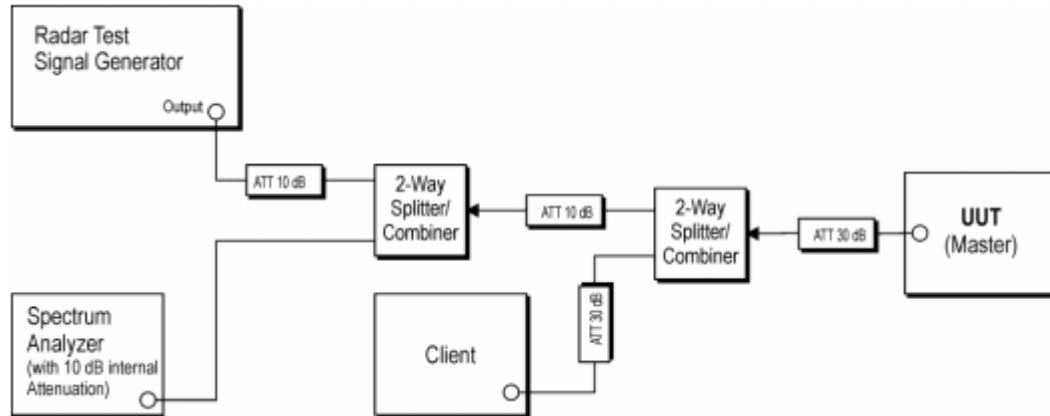 Radar Test
Signal Generator
Output
ATT 10 dB
2-Way
Splitter/
Combiner
ATT 10 dB
2-Way
Splitter/
Combiner
ATT 30 dB
UUT
(Master)
Spectrum
Analyzer
(with 10 dB internal
Attenuation)
Client
ATT 30 dB